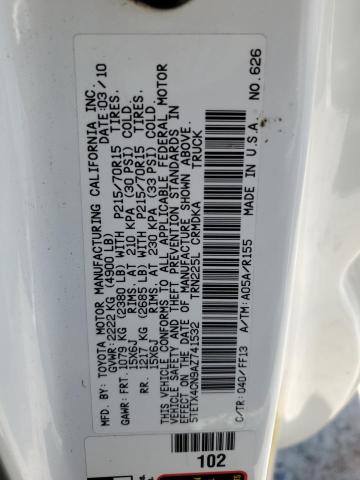 MFD. BY:
TOYOTA MOTOR MANUFACTURING CALIFORNIA INC.
GVWR: 2222 KG (4900 LB) DATE: 03/10
GAWR: FRT. 1079 KG (2380 LB) WITH P215/70R15 TIRES.
15X6J RIMS. AT 210 KPA (30 PSI) COLD.
RR. 1217 KG (2685 LB) WITH P215/70R15 TIRES.
15X6J RIMS. AT 230 KPA (33 PSI) COLD.
THIS VEHICLE CONFORMS TO ALL APPLICABLE FEDERAL MOTOR
VEHICLE SAFETY AND THEFT PREVENTION STANDARDS IN
EFFECT ON THE DATE OF MANUFACTURE SHOWN ABOVE.
5TETX4CN9AZ741532 TRN225L CRMDKA TRUCK
C/TR: 040/FF13 A/TM: A05A/R155 MADE IN U.S.A. NO. 626
102